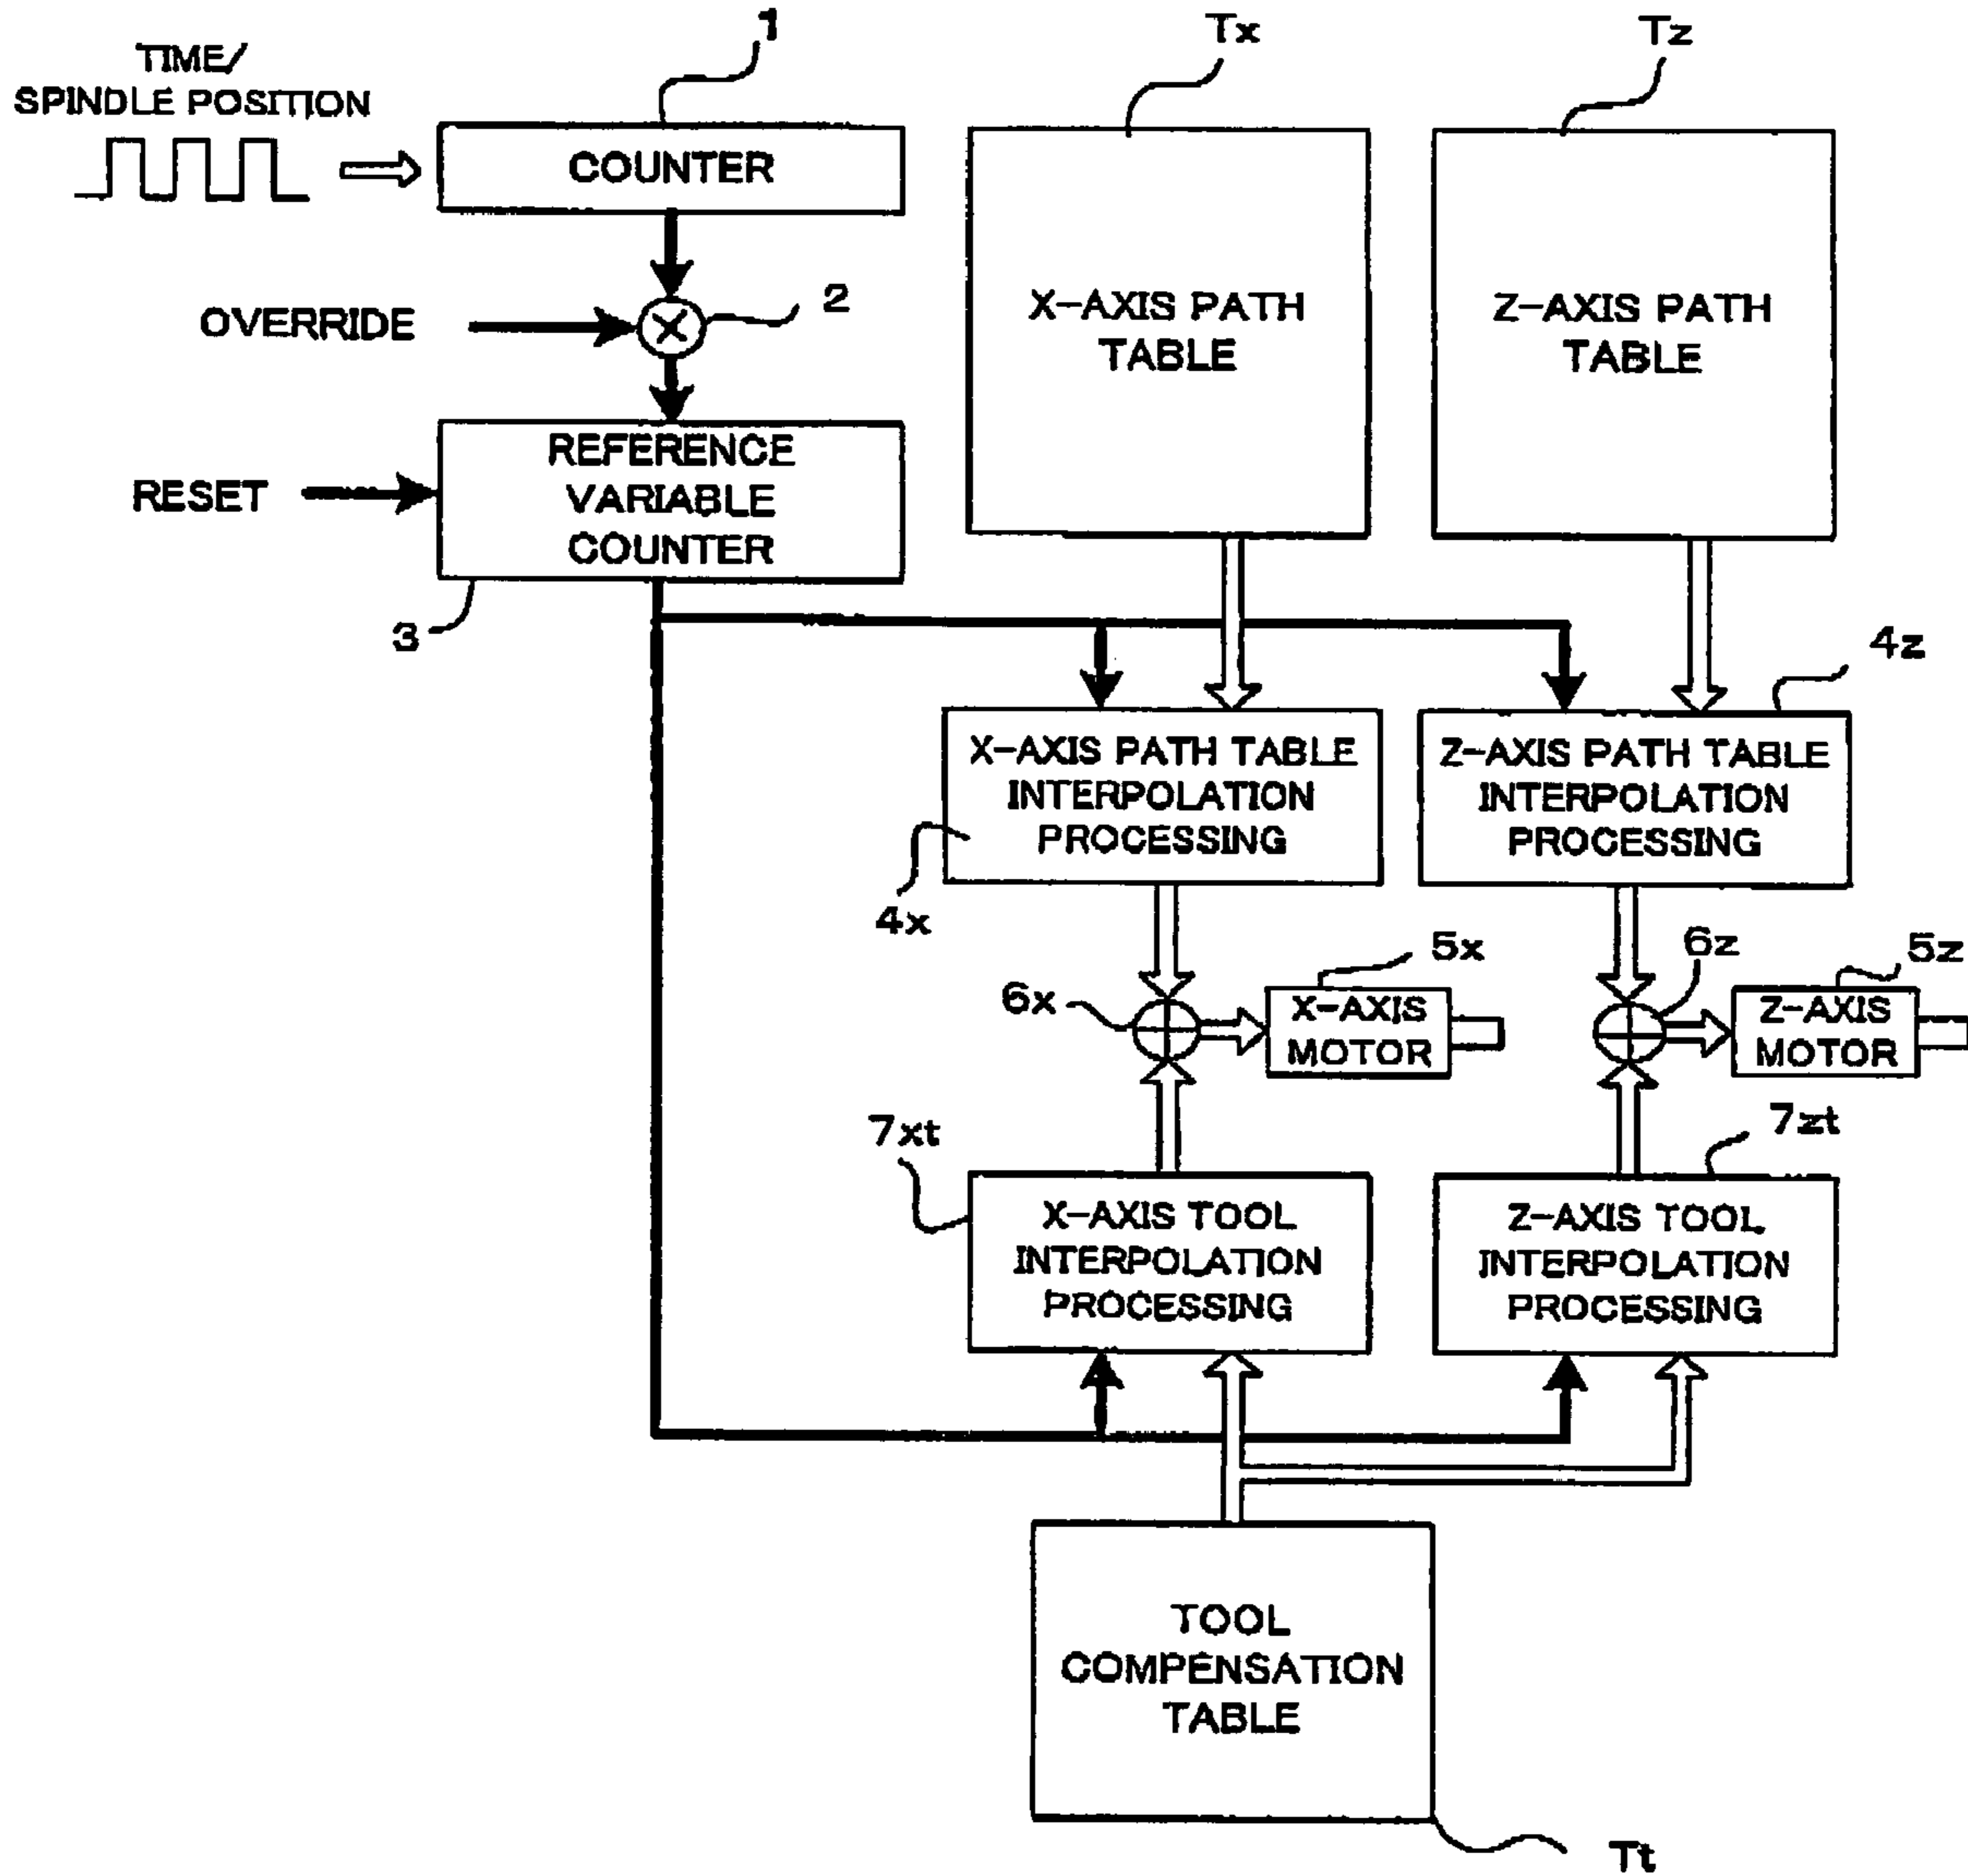 1
Tx
Tz
TIME/
SPINDLE POSITION
COUNTER
2
OVERRIDE
X-AXIS PATH
TABLE
Z-AXIS PATH
TABLE
REFERENCE
VARIABLE
COUNTER
RESET
3
4z
X-AXIS PATH TABLE
INTERPOLATION
PROCESSING
Z-AXIS PATH TABLE
INTERPOLATION
PROCESSING
4x
5x
6z
5z
6x
X-AXIS
MOTOR
Z-AXIS
MOTOR
7xt
7zt
X-AXIS TOOL
INTERPOLATION
PROCESSING
Z-AXIS TOOL
INTERPOLATION
PROCESSING
TOOL
COMPENSATION
TABLE
Tt